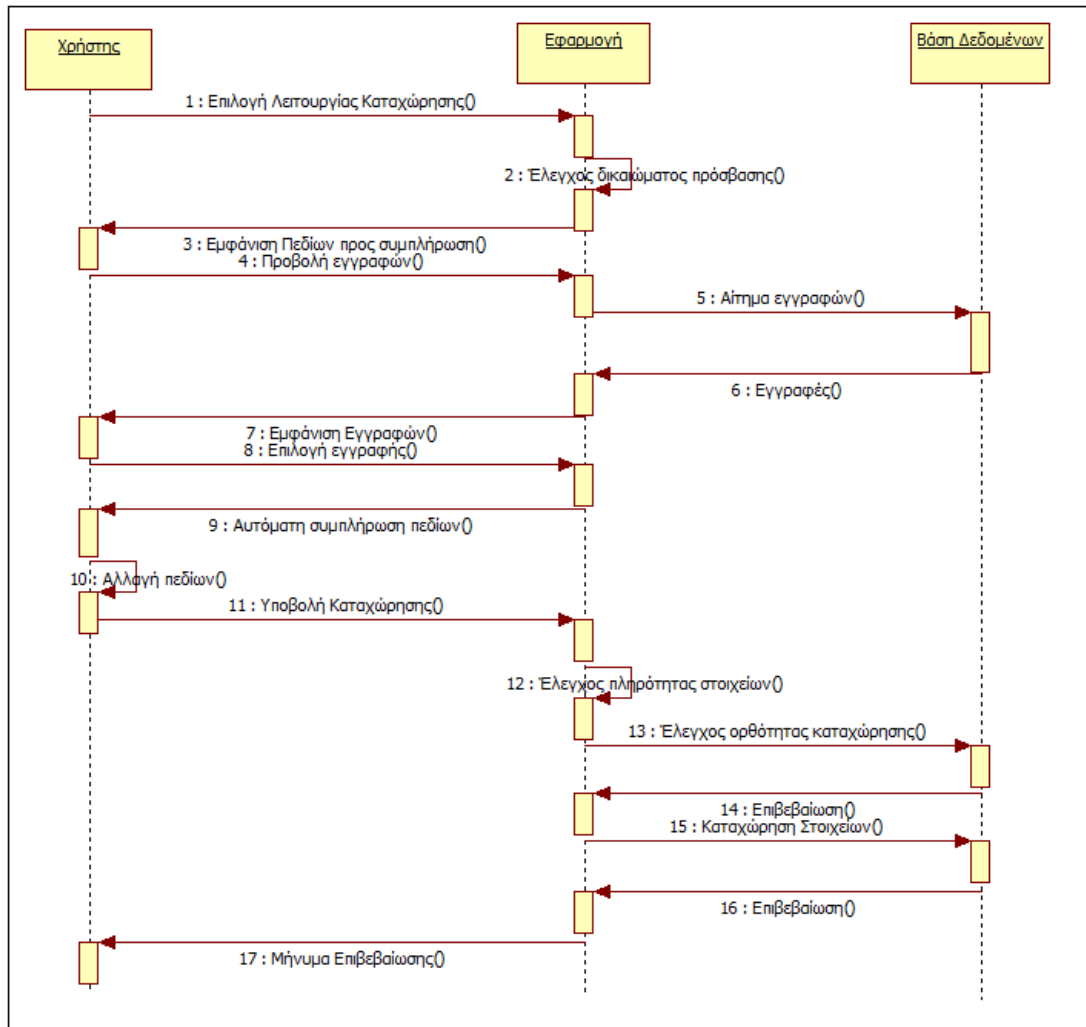 Χρήστης
Εφαρμογή
Βάση Δεδομένων
1 : Επιλογή Λειτουργίας Καταχώρησης()
2 : Έλεγχος δικαιώματος πρόσβασης()
3 : Εμφάνιση Πεδίων προς συμπλήρωση()
4 : Προβολή εγγραφών()
5 : Αίτημα εγγραφών()
6 : Εγγραφές()
7 : Εμφάνιση Εγγραφών()
8 : Επιλογή εγγραφής()
9 : Αυτόματη συμπλήρωση πεδίων()
10 : Αλλαγή πεδίων()
11 : Υποβολή Καταχώρησης()
12 : Έλεγχος πληρότητας στοιχείων()
13 : Έλεγχος ορθότητας καταχώρησης()
14 : Επιβεβαίωση()
15 : Καταχώρηση Στοιχείων()
16 : Επιβεβαίωση()
17 : Μήνυμα Επιβεβαίωσης()